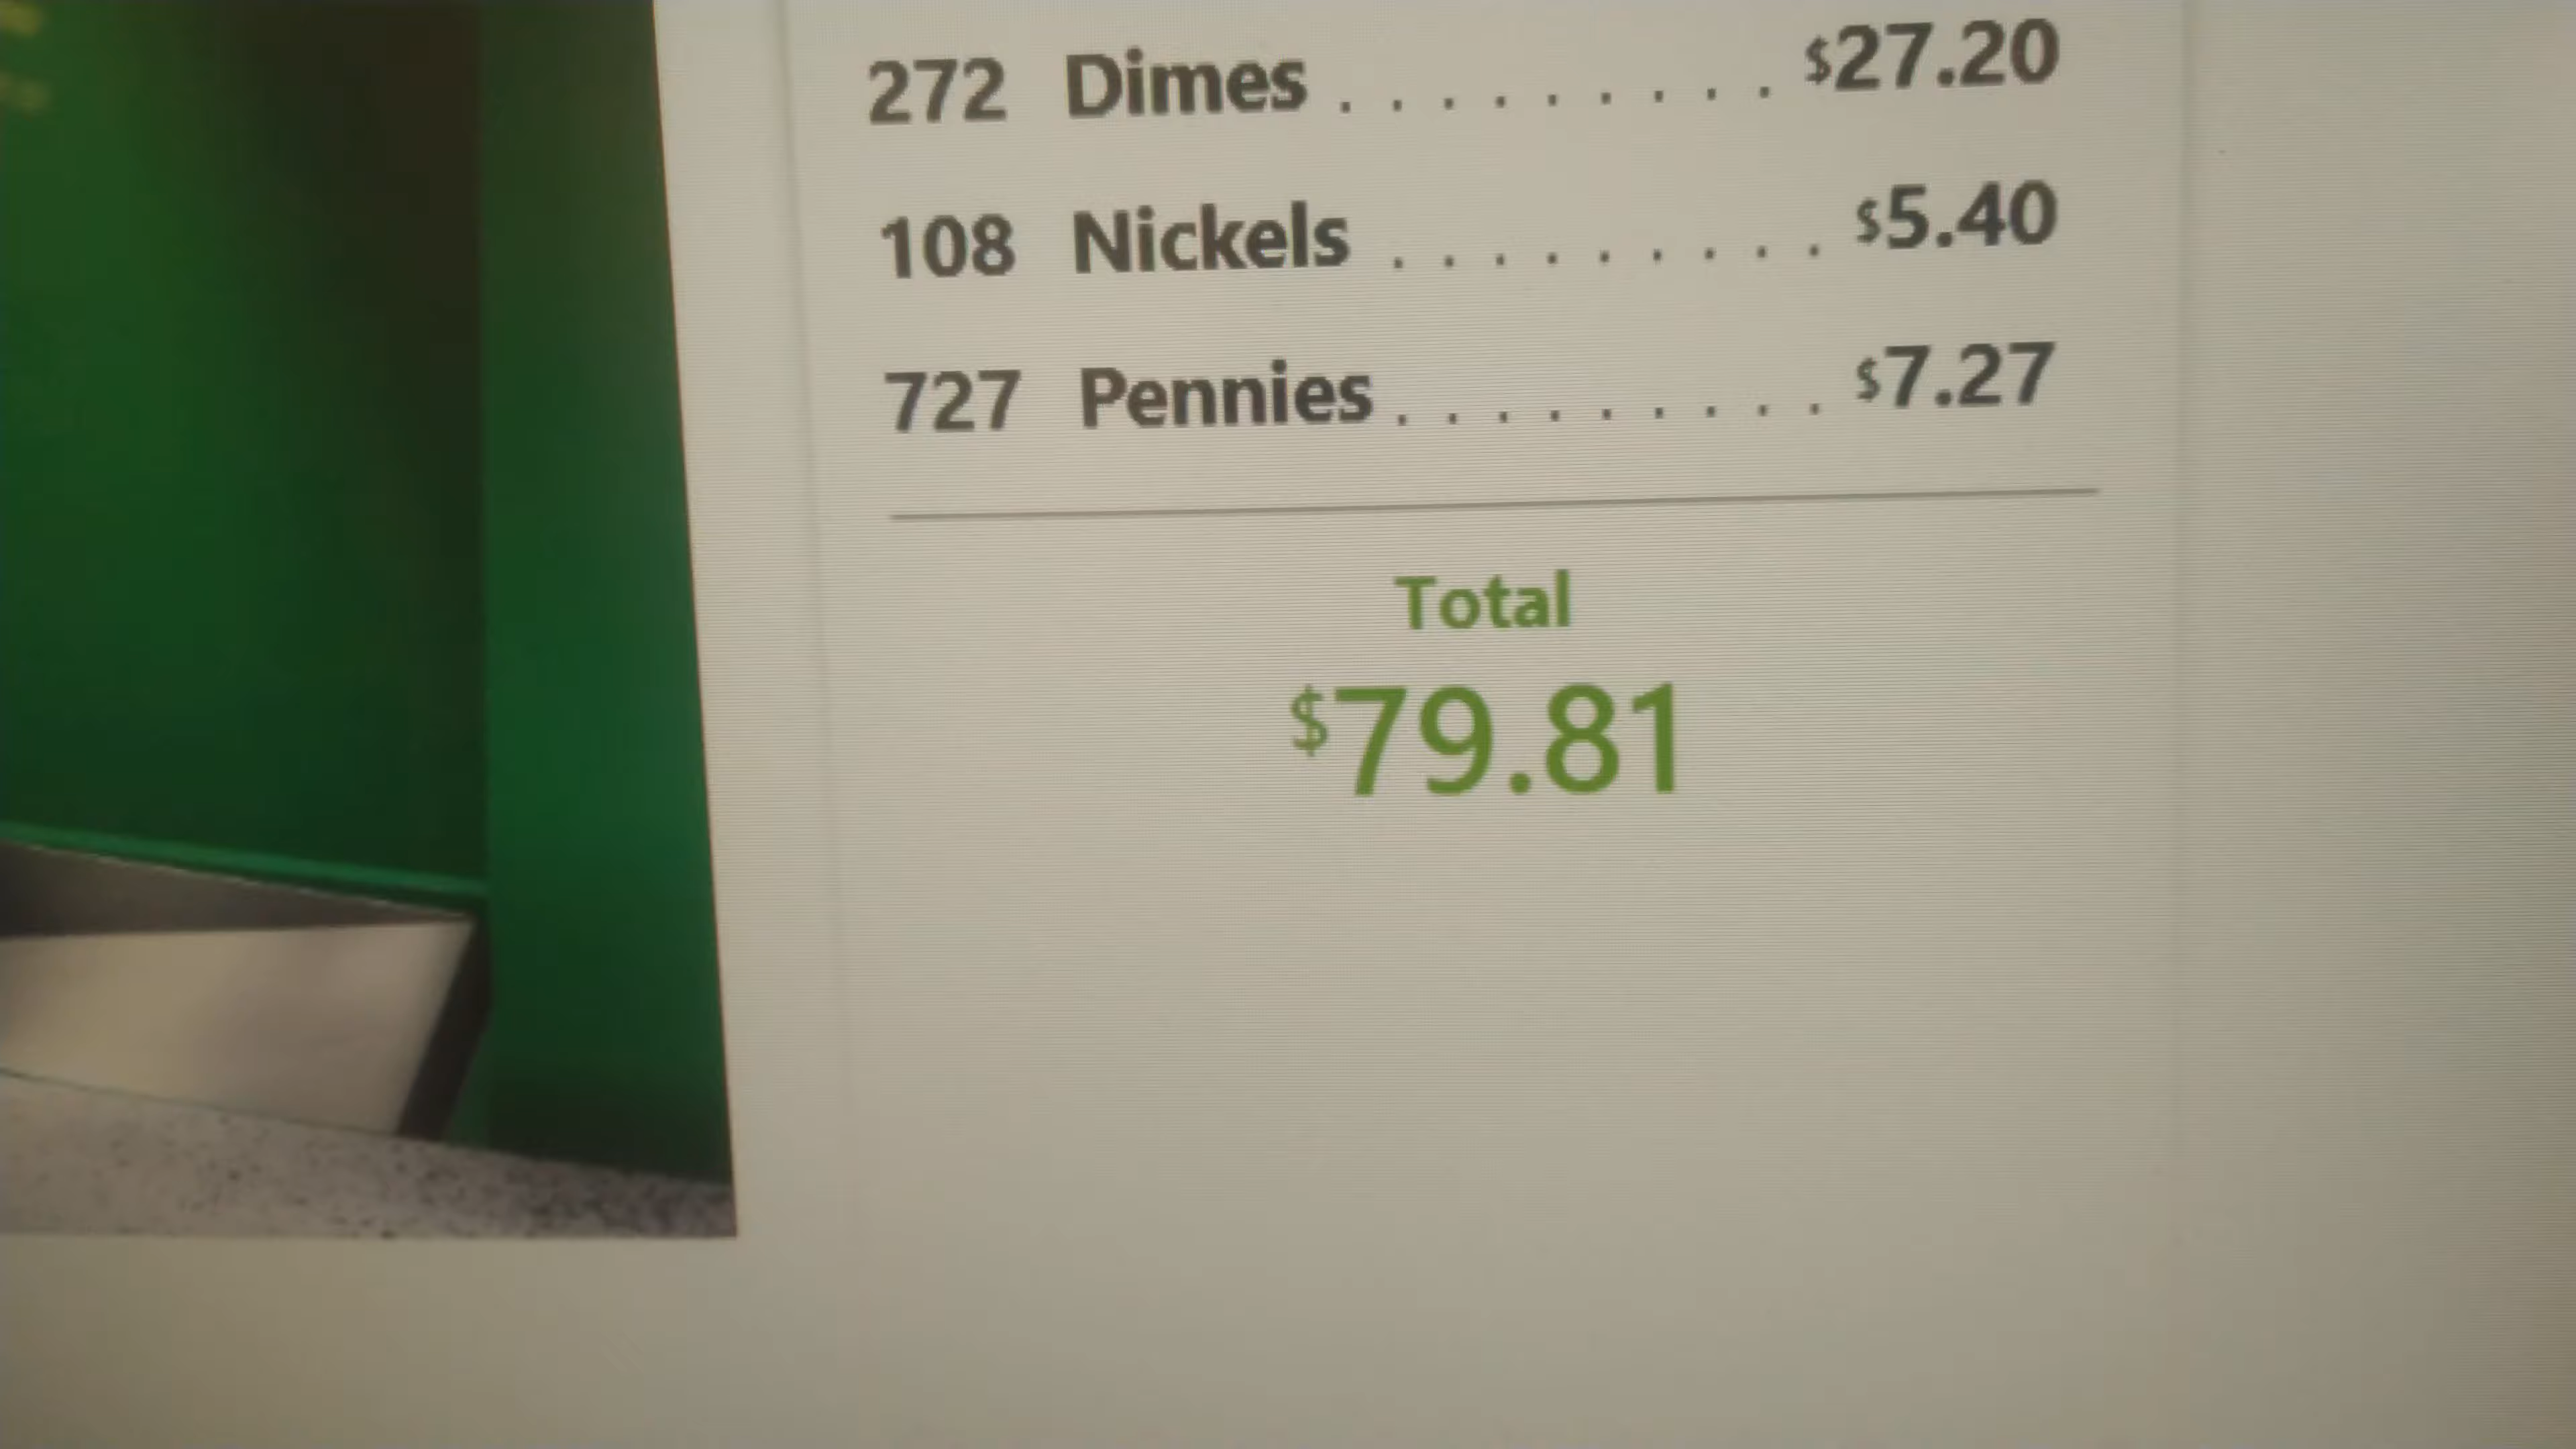 272 Dimes . . . . . . . . . $27.20
108 Nickels . . . . . . . . . $5.40
727 Pennies . . . . . . . . . $7.27
Total
$79.81